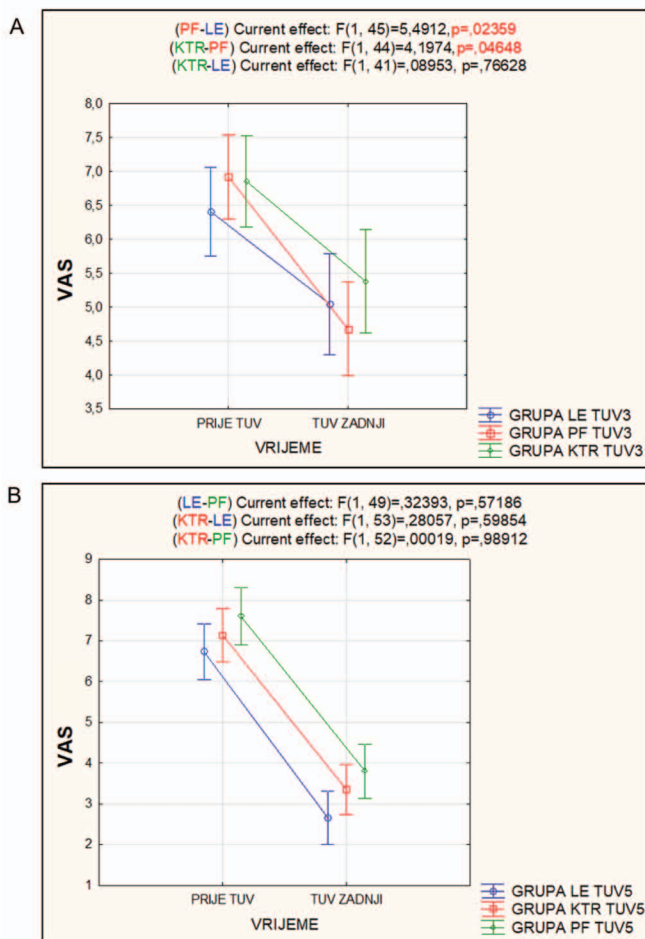 A
(PF-LE) Current effect: F(1, 45)=5,4912,p=,02359
(KTR-PF) Current effect: F(1, 44)=4,1974,p=,04648
(KTR-LE) Current effect: F(1, 41)=,08953, p=,76628
8,0
7,5
7,0
6,5
6,0
5,5
5,0
4,5
4,0
3,5
VAS
PRIJE TUV
TUV ZADNJI
VRIJEME
GRUPA LE TUV3
GRUPA PF TUV3
GRUPA KTR TUV3
B
(LE-PF) Current effect: F(1, 49)=,32393, p=,57186
(KTR-LE) Current effect: F(1, 53)=,28057, p=,59854
(KTR-PF) Current effect: F(1, 52)=,00019, p=,98912
9
8
7
6
5
4
3
2
1
VAS
PRIJE TUV
TUV ZADNJI
VRIJEME
GRUPA LE TUV5
GRUPA KTR TUV5
GRUPA PF TUV5